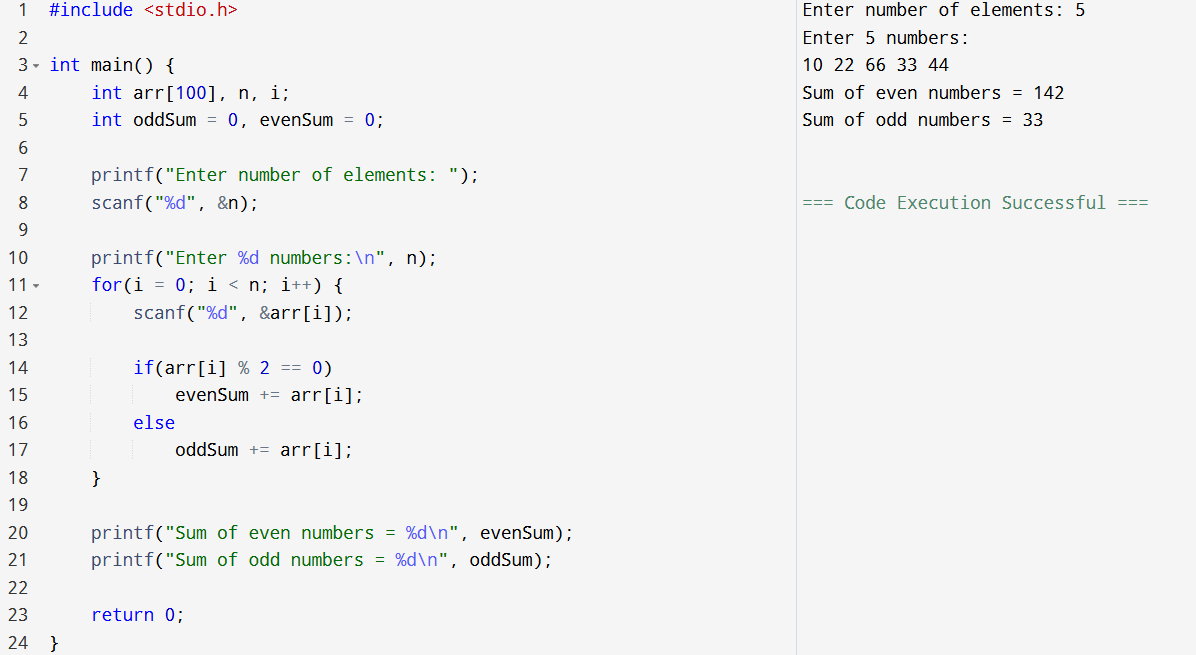 1 #include <stdio.h>
2
3 int main() {
4     int arr[100], n, i;
5     int oddSum = 0, evenSum = 0;
6
7     printf("Enter number of elements: ");
8     scanf("%d", &n);
9
10     printf("Enter %d numbers:\n", n);
11     for(i = 0; i < n; i++) {
12         scanf("%d", &arr[i]);
13
14         if(arr[i] % 2 == 0)
15             evenSum += arr[i];
16         else
17             oddSum += arr[i];
18     }
19
20     printf("Sum of even numbers = %d\n", evenSum);
21     printf("Sum of odd numbers = %d\n", oddSum);
22
23     return 0;
24 }
Enter number of elements: 5
Enter 5 numbers:
10 22 66 33 44
Sum of even numbers = 142
Sum of odd numbers = 33
=== Code Execution Successful ===